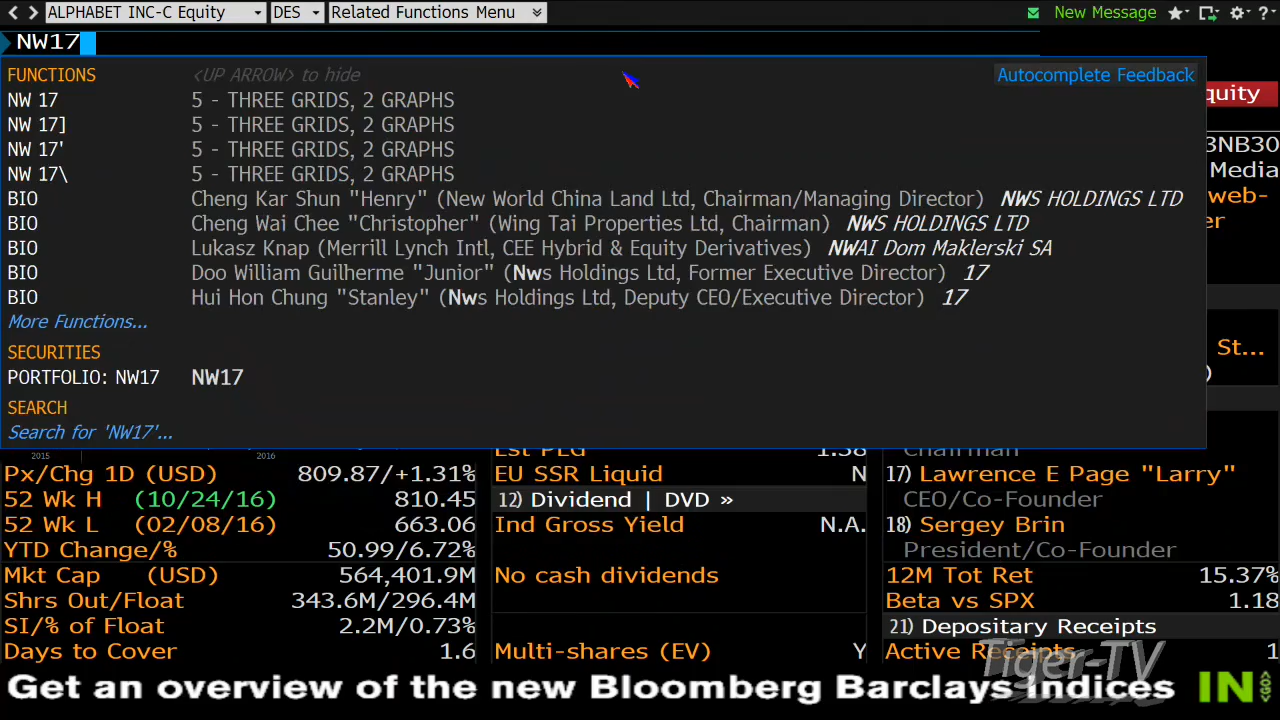 ALPHABET INC-C Equity DES Related Functions Menu New Message
NW17
FUNCTIONS <UP ARROW> to hide Autocomplete Feedback
NW 17 5 - THREE GRIDS, 2 GRAPHS
NW 17] 5 - THREE GRIDS, 2 GRAPHS
NW 17' 5 - THREE GRIDS, 2 GRAPHS
NW 17\ 5 - THREE GRIDS, 2 GRAPHS
BIO Cheng Kar Shun "Henry" (New World China Land Ltd, Chairman/Managing Director) NWS HOLDINGS LTD
BIO Cheng Wai Chee "Christopher" (Wing Tai Properties Ltd, Chairman) NWS HOLDINGS LTD
BIO Lukasz Knap (Merrill Lynch Intl, CEE Hybrid & Equity Derivatives) NWAI Dom Maklerski SA
BIO Doo William Guilherme "Junior" (Nws Holdings Ltd, Former Executive Director) 17
BIO Hui Hon Chung "Stanley" (Nws Holdings Ltd, Deputy CEO/Executive Director) 17
More Functions...
SECURITIES
PORTFOLIO: NW17 NW17
SEARCH
Search for 'NW17'...
quity
3NB30
Media
web-
er
St...
)
2015 2016
Px/Chg 1D (USD) 809.87/+1.31%
52 Wk H (10/24/16) 810.45
52 Wk L (02/08/16) 663.06
YTD Change/% 50.99/6.72%
Mkt Cap (USD) 564,401.9M
Shrs Out/Float 343.6M/296.4M
SI/% of Float 2.2M/0.73%
Days to Cover 1.6
EU SSR Liquid N
12) Dividend | DVD »
Ind Gross Yield N.A.
No cash dividends
Multi-shares (EV) Y
Chairman
17) Lawrence E Page "Larry"
CEO/Co-Founder
18) Sergey Brin
President/Co-Founder
12M Tot Ret 15.37%
Beta vs SPX 1.18
21) Depositary Receipts
Active Receipts 1
Tiger-TV
Get an overview of the new Bloomberg Barclays Indices IN GO